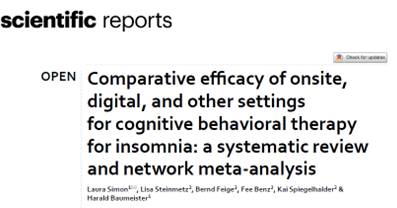 scientific reports
Check for updates
OPEN
Comparative efficacy of onsite,
digital, and other settings
for cognitive behavioral therapy
for insomnia: a systematic review
and network meta-analysis
Laura Simon¹✉, Lisa Steinmetz², Bernd Feige², Fee Benz², Kai Spiegelhalder² &
Harald Baumeister¹